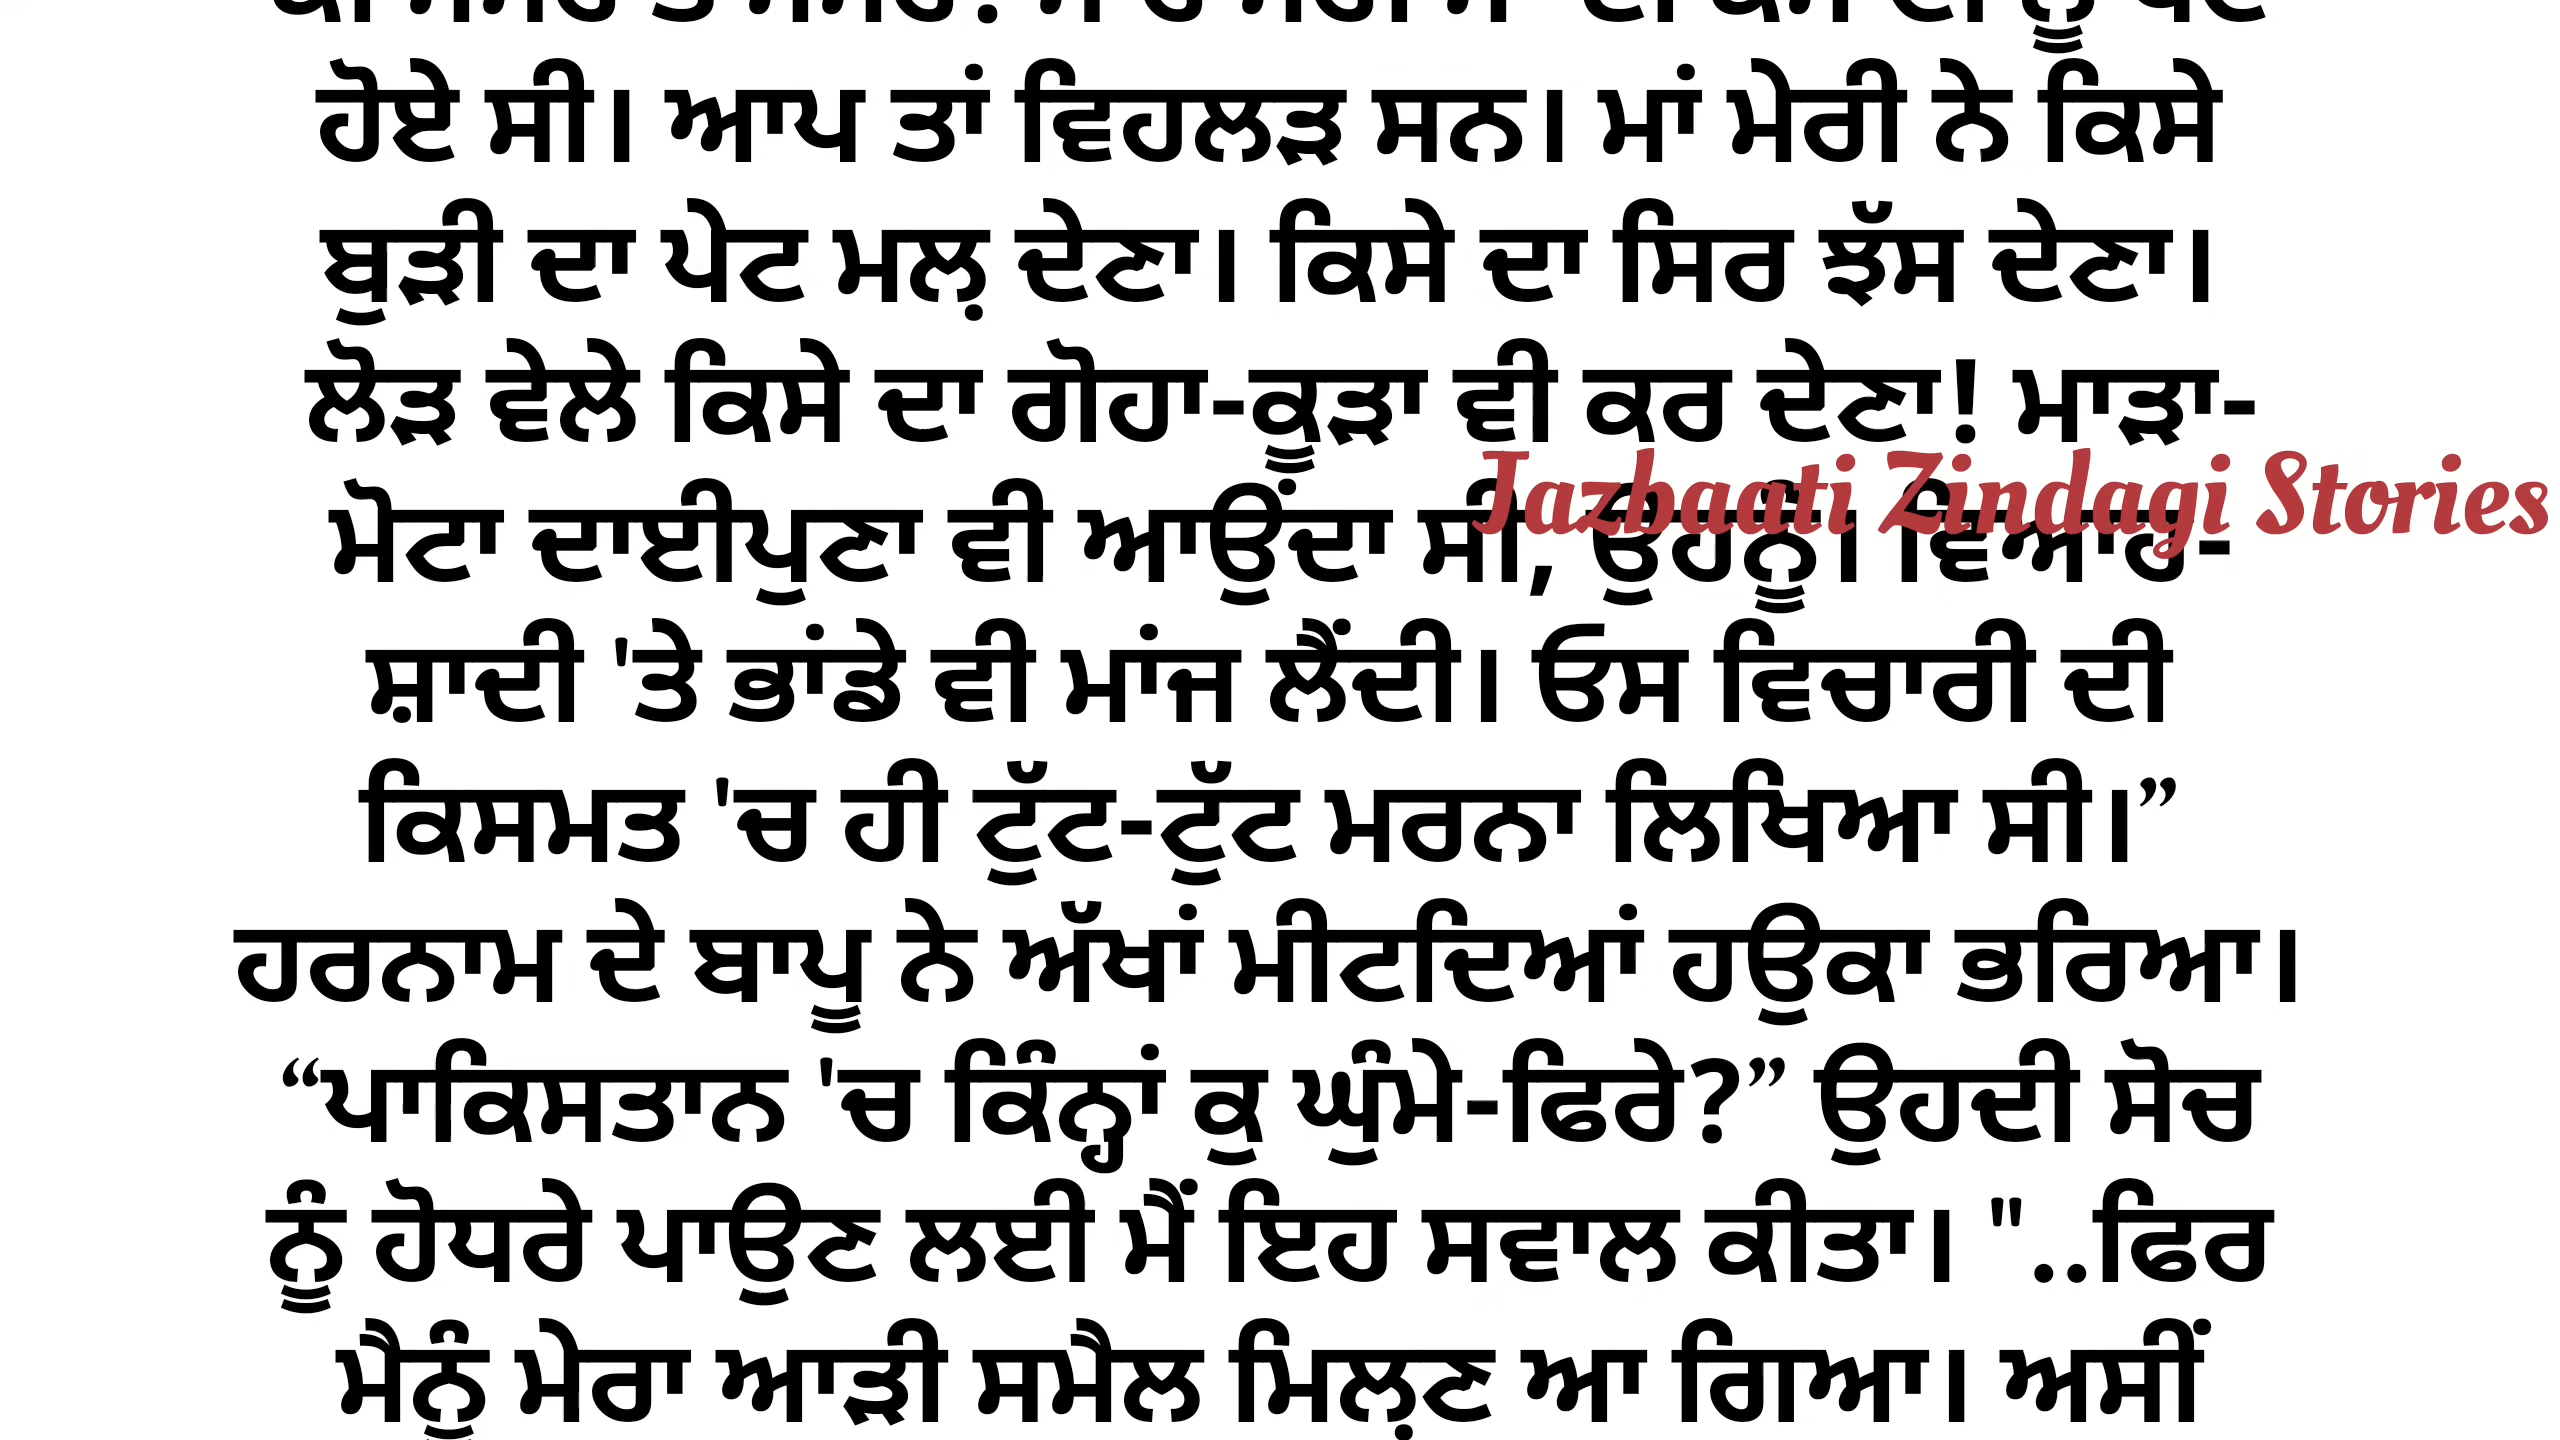 ਹੋਏ ਸੀ। ਆਪ ਤਾਂ ਵਿਹਲੜ ਸਨ। ਮਾਂ ਮੇਰੀ ਨੇ ਕਿਸੇ
ਬੁੜੀ ਦਾ ਪੇਟ ਮਲ਼ ਦੇਣਾ। ਕਿਸੇ ਦਾ ਸਿਰ ਝੱਸ ਦੇਣਾ।
ਲੋੜ ਵੇਲੇ ਕਿਸੇ ਦਾ ਗੋਹਾ-ਕੂੜਾ ਵੀ ਕਰ ਦੇਣਾ! ਮਾੜਾ-
Jazbaati Zindagi Stories
ਮੋਟਾ ਦਾਈਪੁਣਾ ਵੀ ਆਉਂਦਾ ਸੀ, ਉਹਨੂੰ। ਵਿਆਹ-
ਸ਼ਾਦੀ 'ਤੇ ਭਾਂਡੇ ਵੀ ਮਾਂਜ ਲੈਂਦੀ। ਓਸ ਵਿਚਾਰੀ ਦੀ
ਕਿਸਮਤ 'ਚ ਹੀ ਟੁੱਟ-ਟੁੱਟ ਮਰਨਾ ਲਿਖਿਆ ਸੀ।”
ਹਰਨਾਮ ਦੇ ਬਾਪੂ ਨੇ ਅੱਖਾਂ ਮੀਟਦਿਆਂ ਹਉਕਾ ਭਰਿਆ।
“ਪਾਕਿਸਤਾਨ 'ਚ ਕਿੰਨ੍ਹਾਂ ਕੁ ਘੁੰਮੇ-ਫਿਰੇ?” ਉਹਦੀ ਸੋਚ
ਨੂੰ ਹੋਧਰੇ ਪਾਉਣ ਲਈ ਮੈਂ ਇਹ ਸਵਾਲ ਕੀਤਾ। "..ਫਿਰ
ਮੈਨੂੰ ਮੇਰਾ ਆੜੀ ਸਮੈਲ ਮਿਲ਼ਣ ਆ ਗਿਆ। ਅਸੀਂ